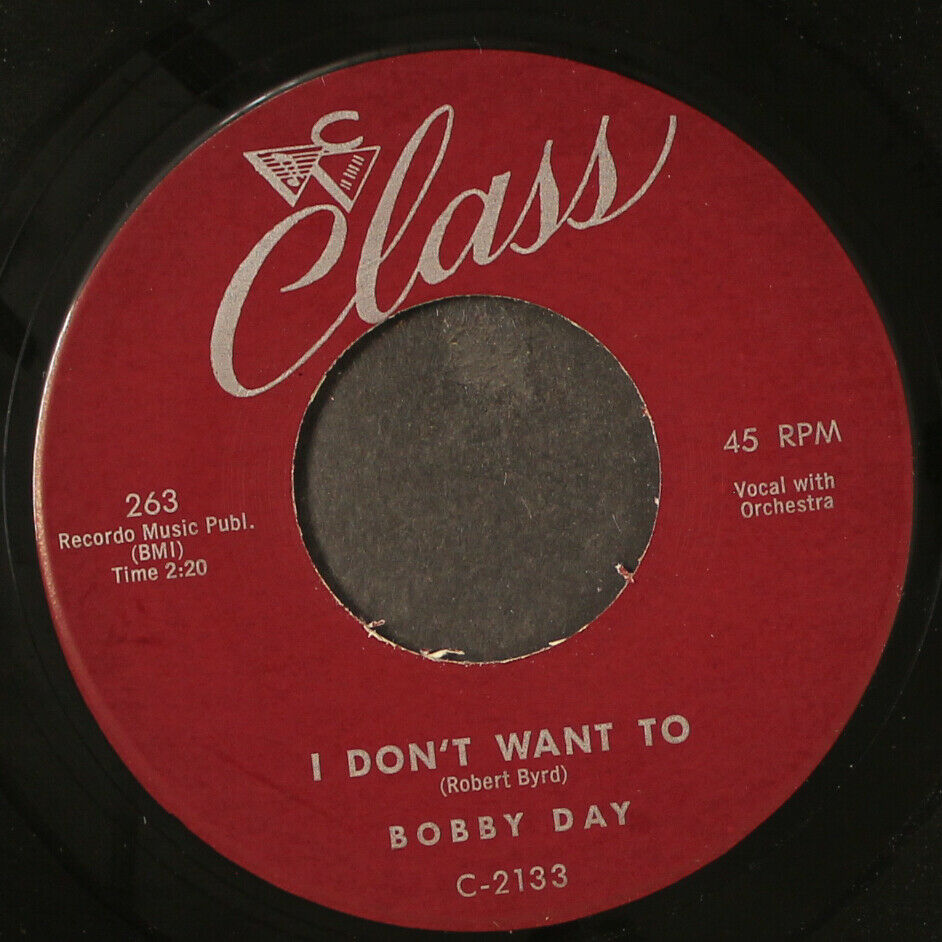 Class
45 RPM
Vocal with
Orchestra
263
Recordo Music Publ.
(BMI)
Time 2:20
I DON'T WANT TO
(Robert Byrd)
BOBBY DAY
C-2133